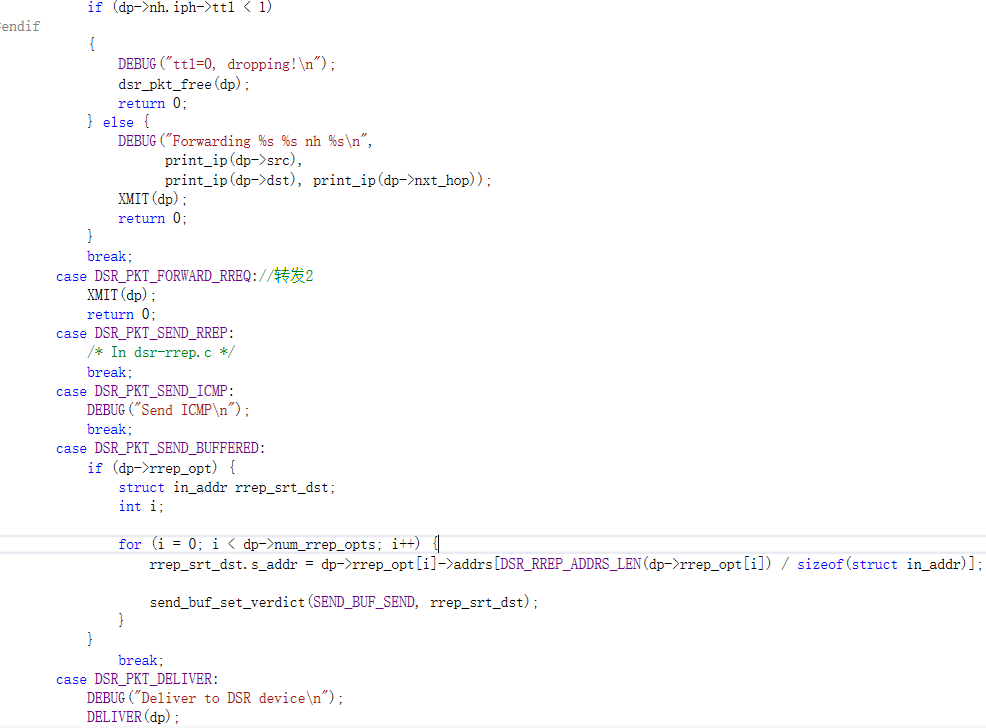 if (dp->nh.iph->ttl < 1)
endif
{
DEBUG("ttl=0, dropping!\n");
dsr_pkt_free(dp);
return 0;
} else {
DEBUG("Forwarding %s %s nh %s\n",
print_ip(dp->src),
print_ip(dp->dst), print_ip(dp->nxt_hop));
XMIT(dp);
return 0;
}
break;
case DSR_PKT_FORWARD_RREQ://转发2
XMIT(dp);
return 0;
case DSR_PKT_SEND_RREP:
/* In dsr-rrep.c */
break;
case DSR_PKT_SEND_ICMP:
DEBUG("Send ICMP\n");
break;
case DSR_PKT_SEND_BUFFERED:
if (dp->rrep_opt) {
struct in_addr rrep_srt_dst;
int i;
for (i = 0; i < dp->num_rrep_opts; i++) {
rrep_srt_dst.s_addr = dp->rrep_opt[i]->addrs[DSR_RREP_ADDRS_LEN(dp->rrep_opt[i]) / sizeof(struct in_addr)];
send_buf_set_verdict(SEND_BUF_SEND, rrep_srt_dst);
}
}
break;
case DSR_PKT_DELIVER:
DEBUG("Deliver to DSR device\n");
DELIVER(dp);